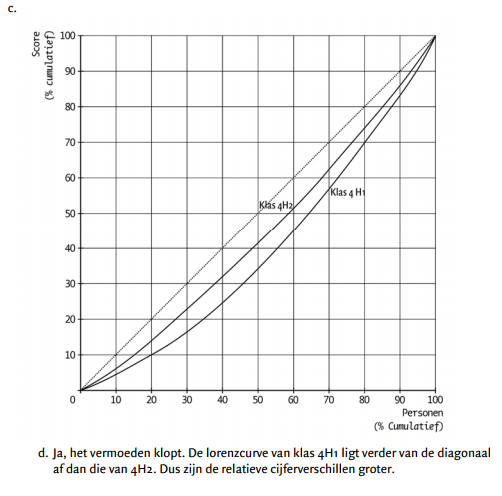 c.
Score
(% cumulatief)
100
90
80
70
60
50
40
30
20
10
Klas 4H2
Klas 4 H1
0 10 20 30 40 50 60 70 80 90 100
Personen
(% Cumulatief)
d. Ja, het vermoeden klopt. De lorenzcurve van klas 4H1 ligt verder van de diagonaal
af dan die van 4H2. Dus zijn de relatieve cijferverschillen groter.